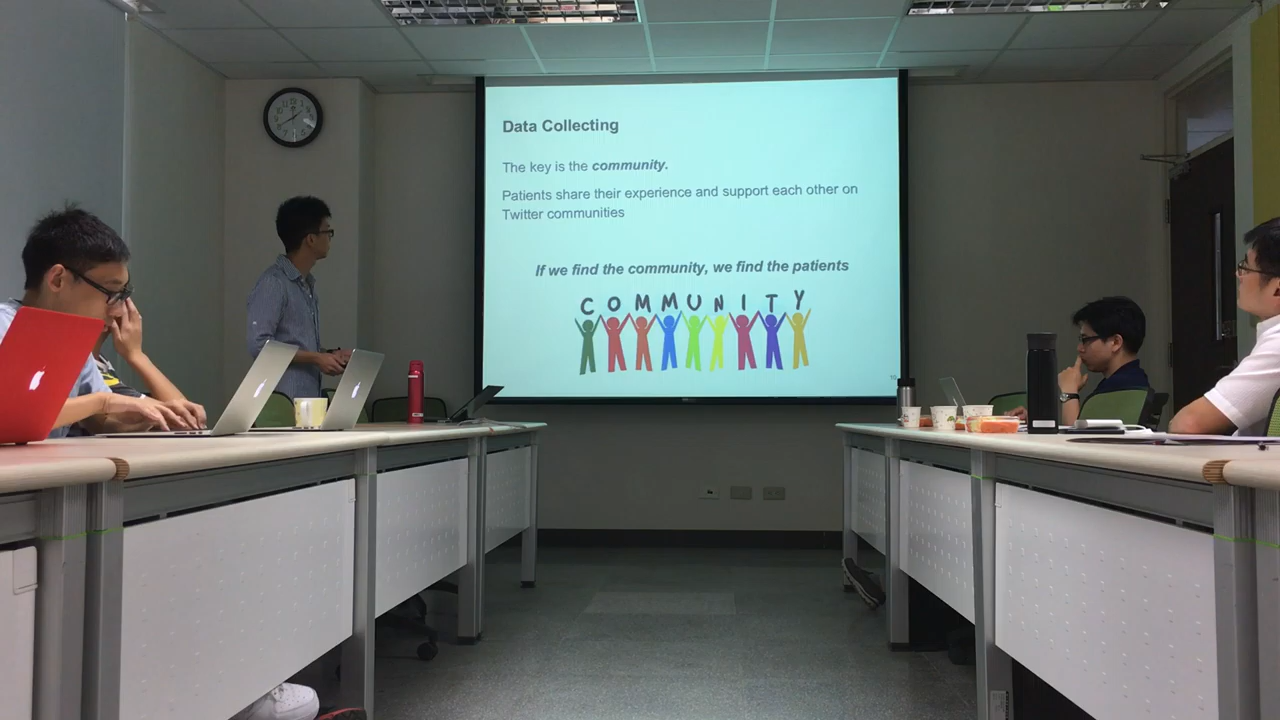 Data Collecting
The key is the community.
Patients share their experience and support each other on
Twitter communities
If we find the community, we find the patients
COMMUNITY